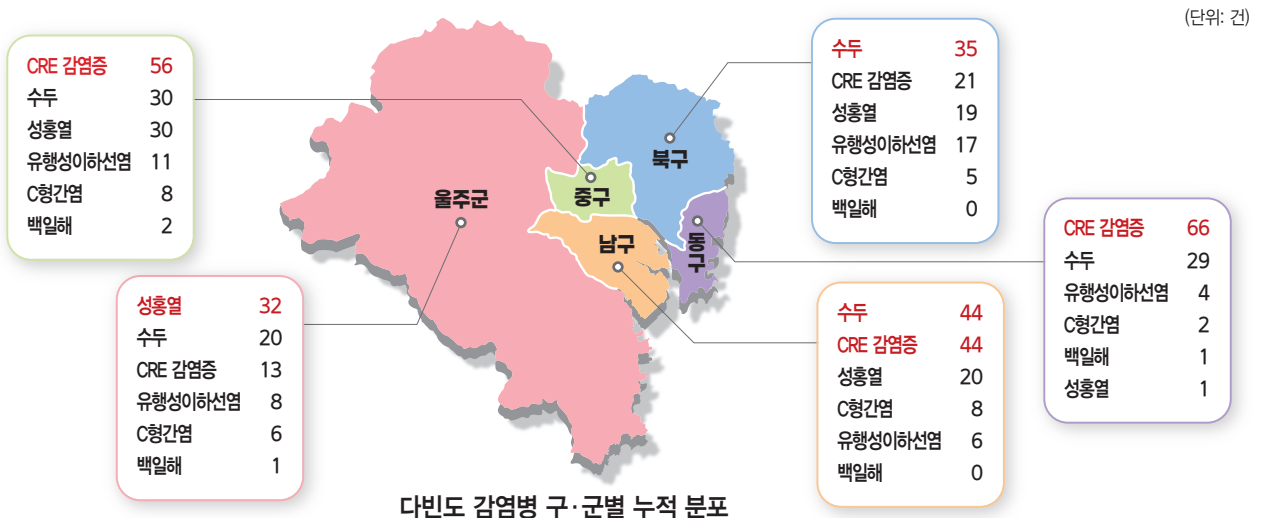 (단위: 건)
CRE 감염증 56
수두 30
성홍열 30
유행성이하선염 11
C형간염 8
백일해 2
수두 35
CRE 감염증 21
성홍열 19
유행성이하선염 17
C형간염 5
백일해 0
북구
중구
울주군
남구
동구
CRE 감염증 66
수두 29
유행성이하선염 4
C형간염 2
백일해 1
성홍열 1
성홍열 32
수두 20
CRE 감염증 13
유행성이하선염 8
C형간염 6
백일해 1
수두 44
CRE 감염증 44
성홍열 20
C형간염 8
유행성이하선염 6
백일해 0
다빈도 감염병 구·군별 누적 분포